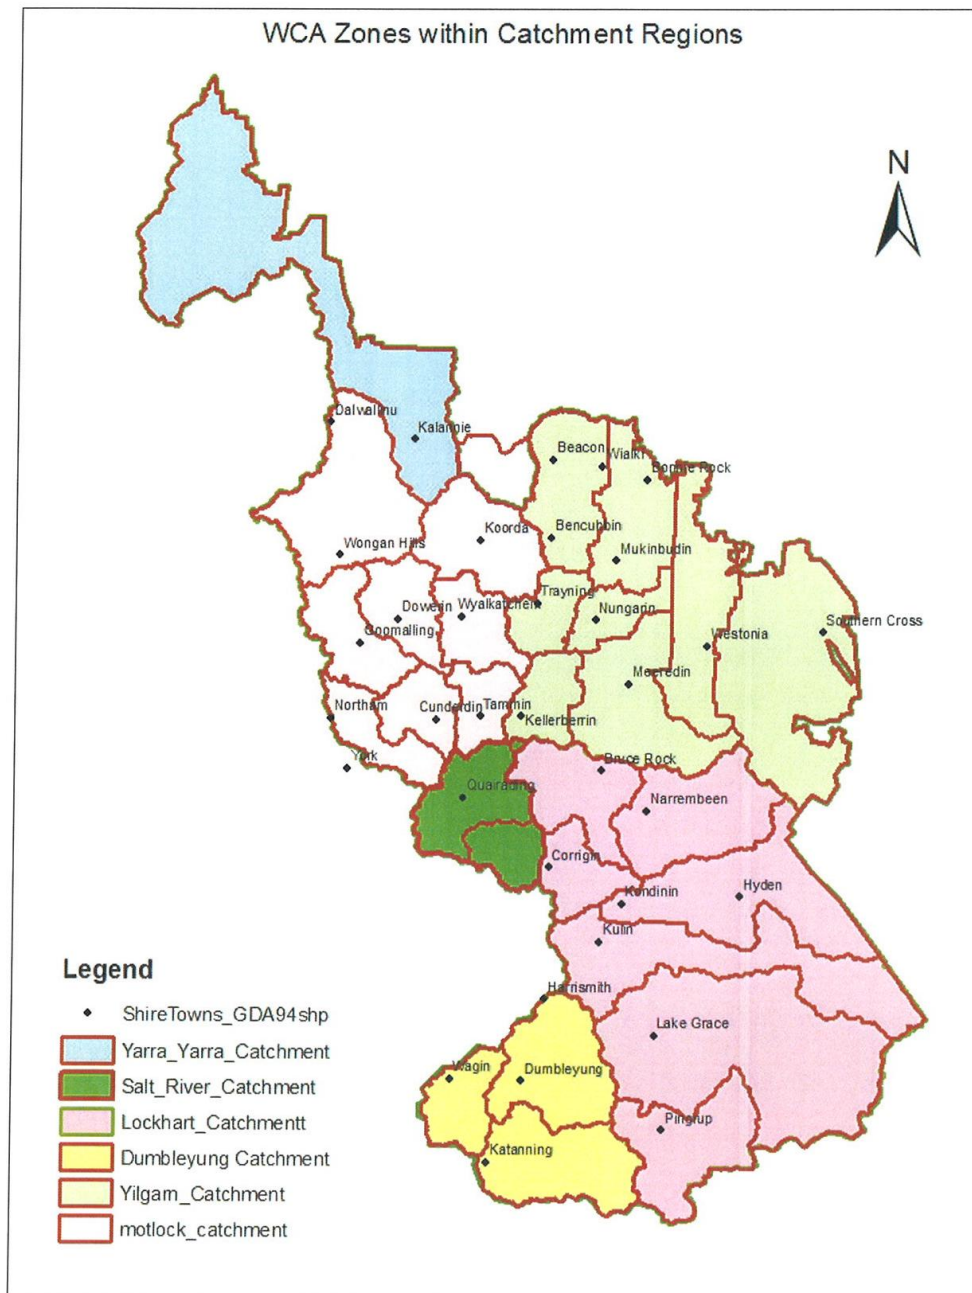 WCA Zones within Catchment Regions
N
Dalwallinu
Kalannie
Beacon
Wialki
Bonnie Rock
Koorda
Bencubbin
Wongan Hills
Mukinbudin
Trayning
Dowerin
Wyalkatchem
Nungarin
Goomalling
Southern Cross
Westonia
Merredin
Northam
Cunderdin
Tammin
Kellerberrin
York
Bruce Rock
Quairading
Narrembeen
Corrigin
Kondinin
Hyden
Kulin
Harrismith
Lake Grace
Wagin
Dumbleyung
Pingrup
Katanning
Legend
ShireTowns_GDA94shp
Yarra_Yarra_Catchment
Salt_River_Catchment
Lockhart_Catchmentt
Dumbleyung Catchment
Yilgarn_Catchment
motlock_catchment